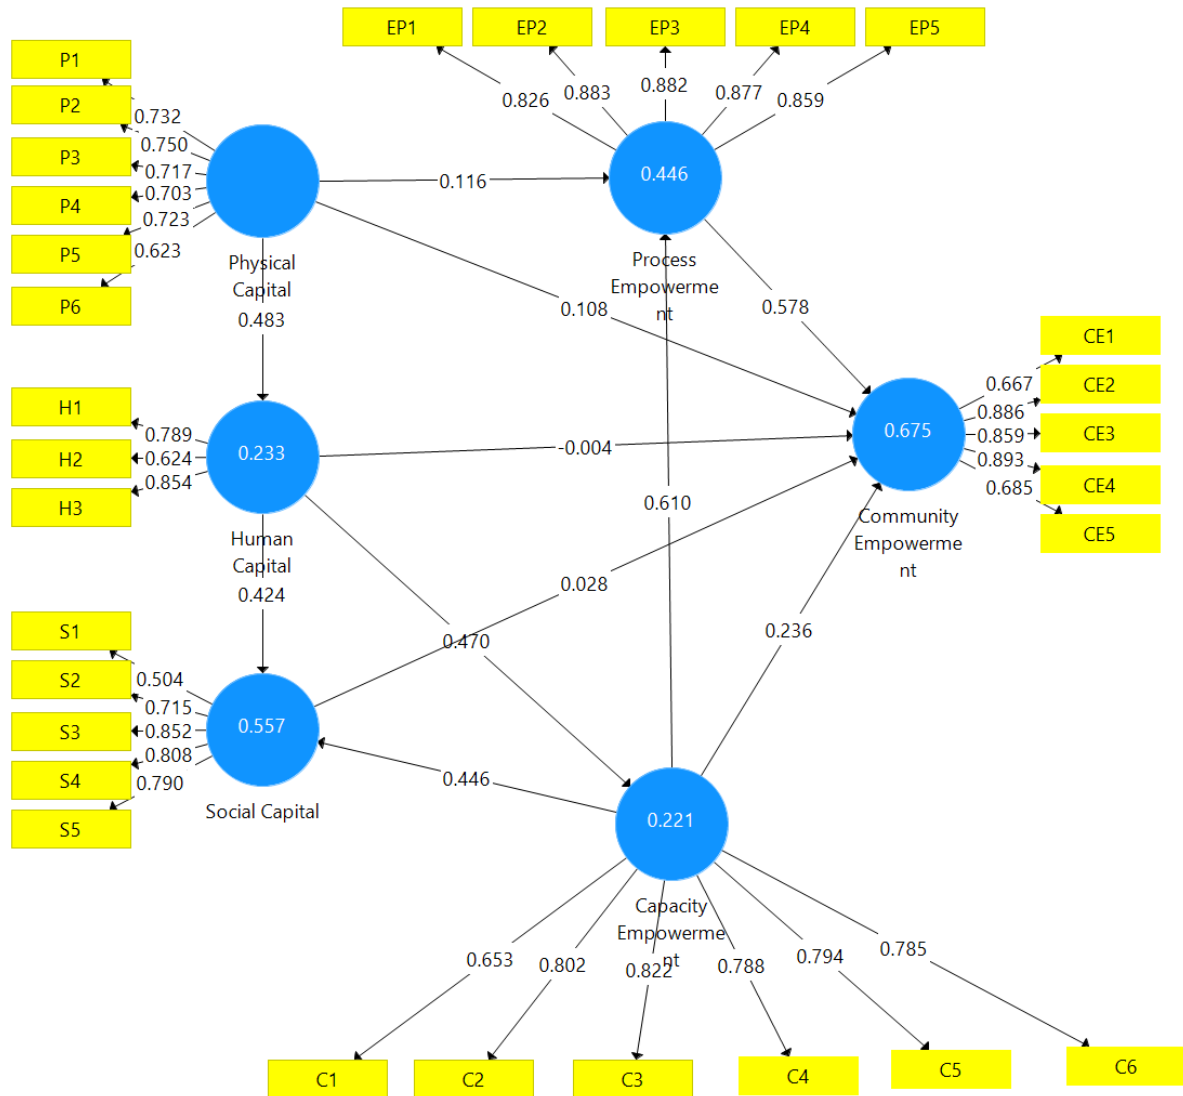 EP1
EP2
EP3
EP4
EP5
P1
P2
P3
P4
P5
P6
0.826
0.883
0.882
0.877
0.859
0.732
0.750
0.717
0.703
0.723
0.623
0.446
0.116
Physical
Capital
Process
Empowerme
nt
0.483
0.108
0.578
CE1
CE2
CE3
CE4
CE5
0.667
0.886
0.859
0.893
0.685
0.675
Community
Empowerme
nt
H1
H2
H3
0.789
0.624
0.854
0.233
-0.004
Human
Capital
0.424
0.610
0.028
0.470
0.236
S1
S2
S3
S4
S5
0.504
0.715
0.852
0.808
0.790
0.557
Social Capital
0.446
0.221
Capacity
Empowerme
nt
0.653
0.802
0.822
0.788
0.794
0.785
C1
C2
C3
C4
C5
C6